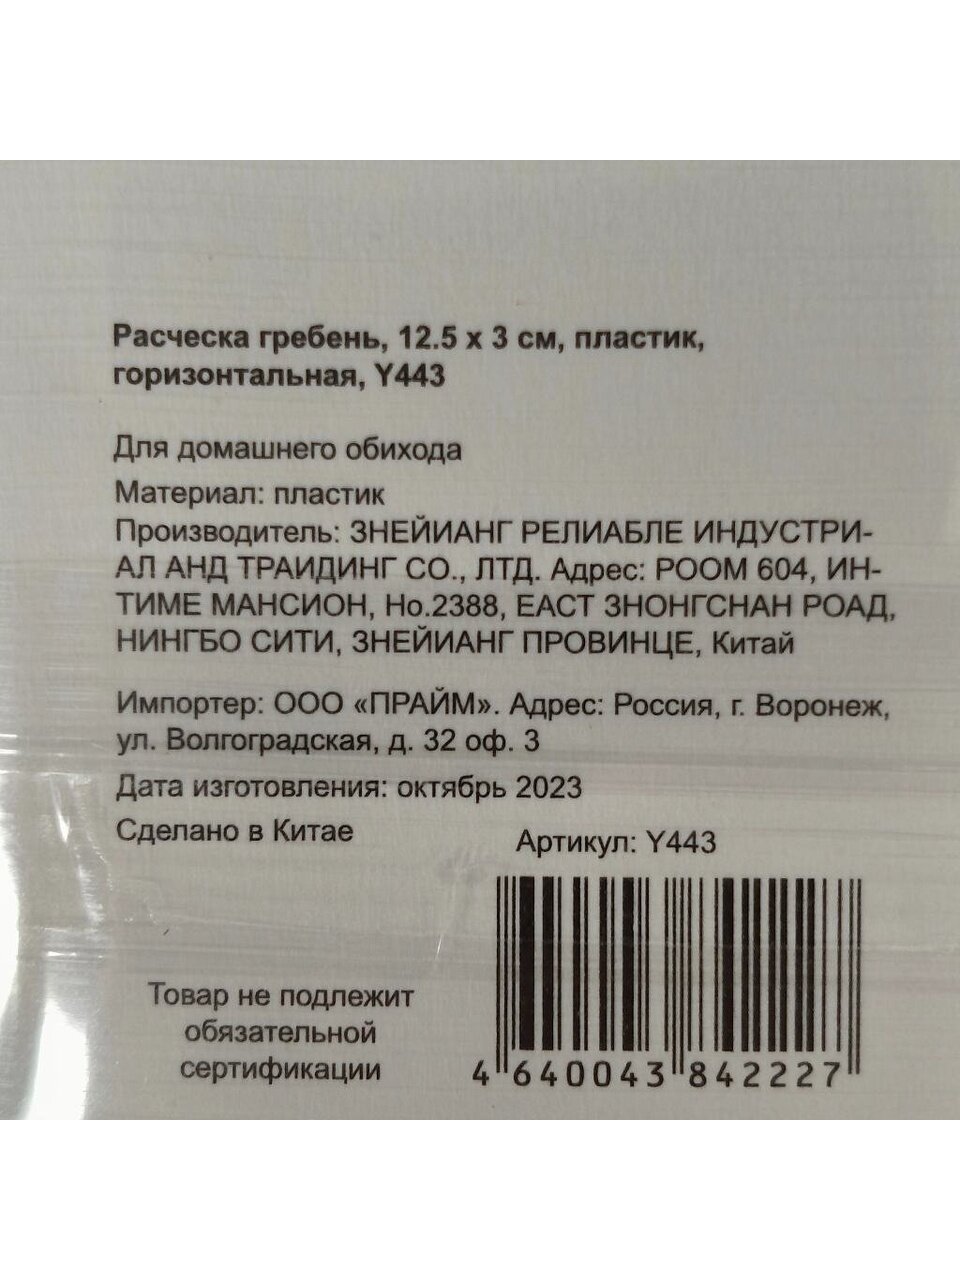 Расческа гребень, 12.5 х 3 см, пластик,
горизонтальная, Y443
Для домашнего обихода
Материал: пластик
Производитель: ЗНЕЙИАНГ РЕЛИАБЛЕ ИНДУСТРИ-
АЛ АНД ТРАИДИНГ СО., ЛТД. Адрес: РООМ 604, ИН-
ТИМЕ МАНСИОН, Но.2388, ЕАСТ ЗНОНГСНАН РОАД,
НИНГБО СИТИ, ЗНЕЙИАНГ ПРОВИНЦЕ, Китай
Импортер: ООО «ПРАЙМ». Адрес: Россия, г. Воронеж,
ул. Волгоградская, д. 32 оф. 3
Дата изготовления: октябрь 2023
Сделано в Китае
Артикул: Y443
Товар не подлежит
обязательной
сертификации
4 640043 842227